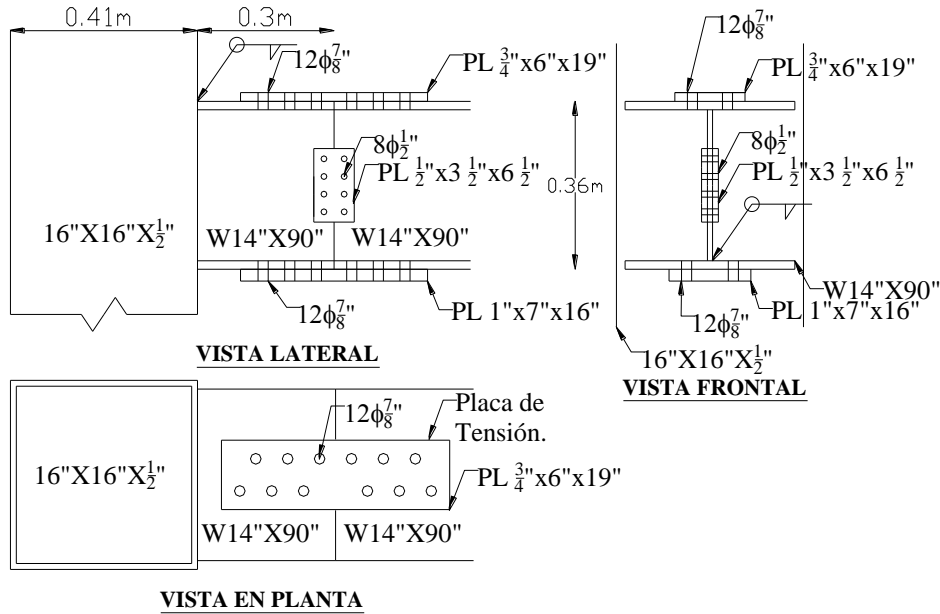 0.41m
0.3m
12ϕ7/8"
PL 3/4"x6"x19"
8ϕ1/2"
PL 1/2"x3 1/2"x6 1/2"
16"X16"X1/2"
W14"X90"
W14"X90"
12ϕ7/8"
PL 1"x7"x16"
VISTA LATERAL
0.36m
12ϕ7/8"
PL 3/4"x6"x19"
8ϕ1/2"
PL 1/2"x3 1/2"x6 1/2"
W14"X90"
PL 1"x7"x16"
12ϕ7/8"
16"X16"X1/2"
VISTA FRONTAL
12ϕ7/8"
Placa de
Tensión.
16"X16"X1/2"
PL 3/4"x6"x19"
W14"X90"
W14"X90"
VISTA EN PLANTA